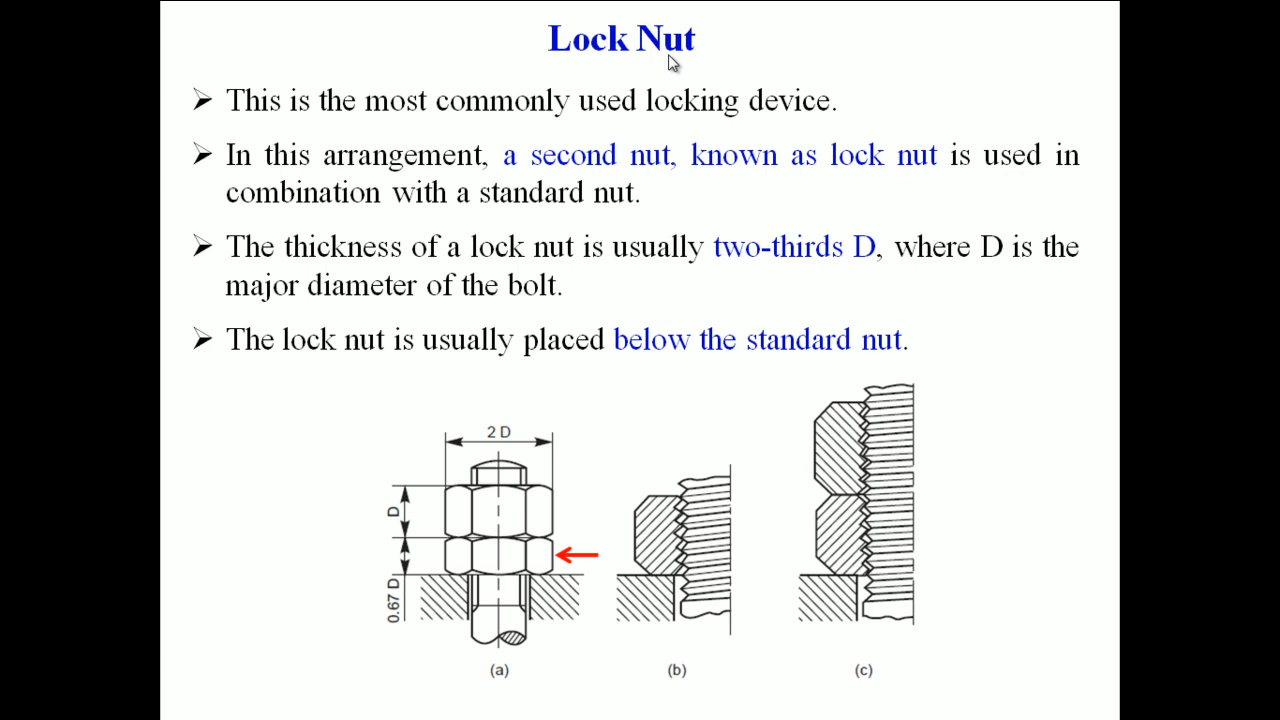 Lock Nut
This is the most commonly used locking device.
In this arrangement, a second nut, known as lock nut is used in
combination with a standard nut.
The thickness of a lock nut is usually two-thirds D, where D is the
major diameter of the bolt.
The lock nut is usually placed below the standard nut.
2 D
D
0.67 D
(a)
(b)
(c)